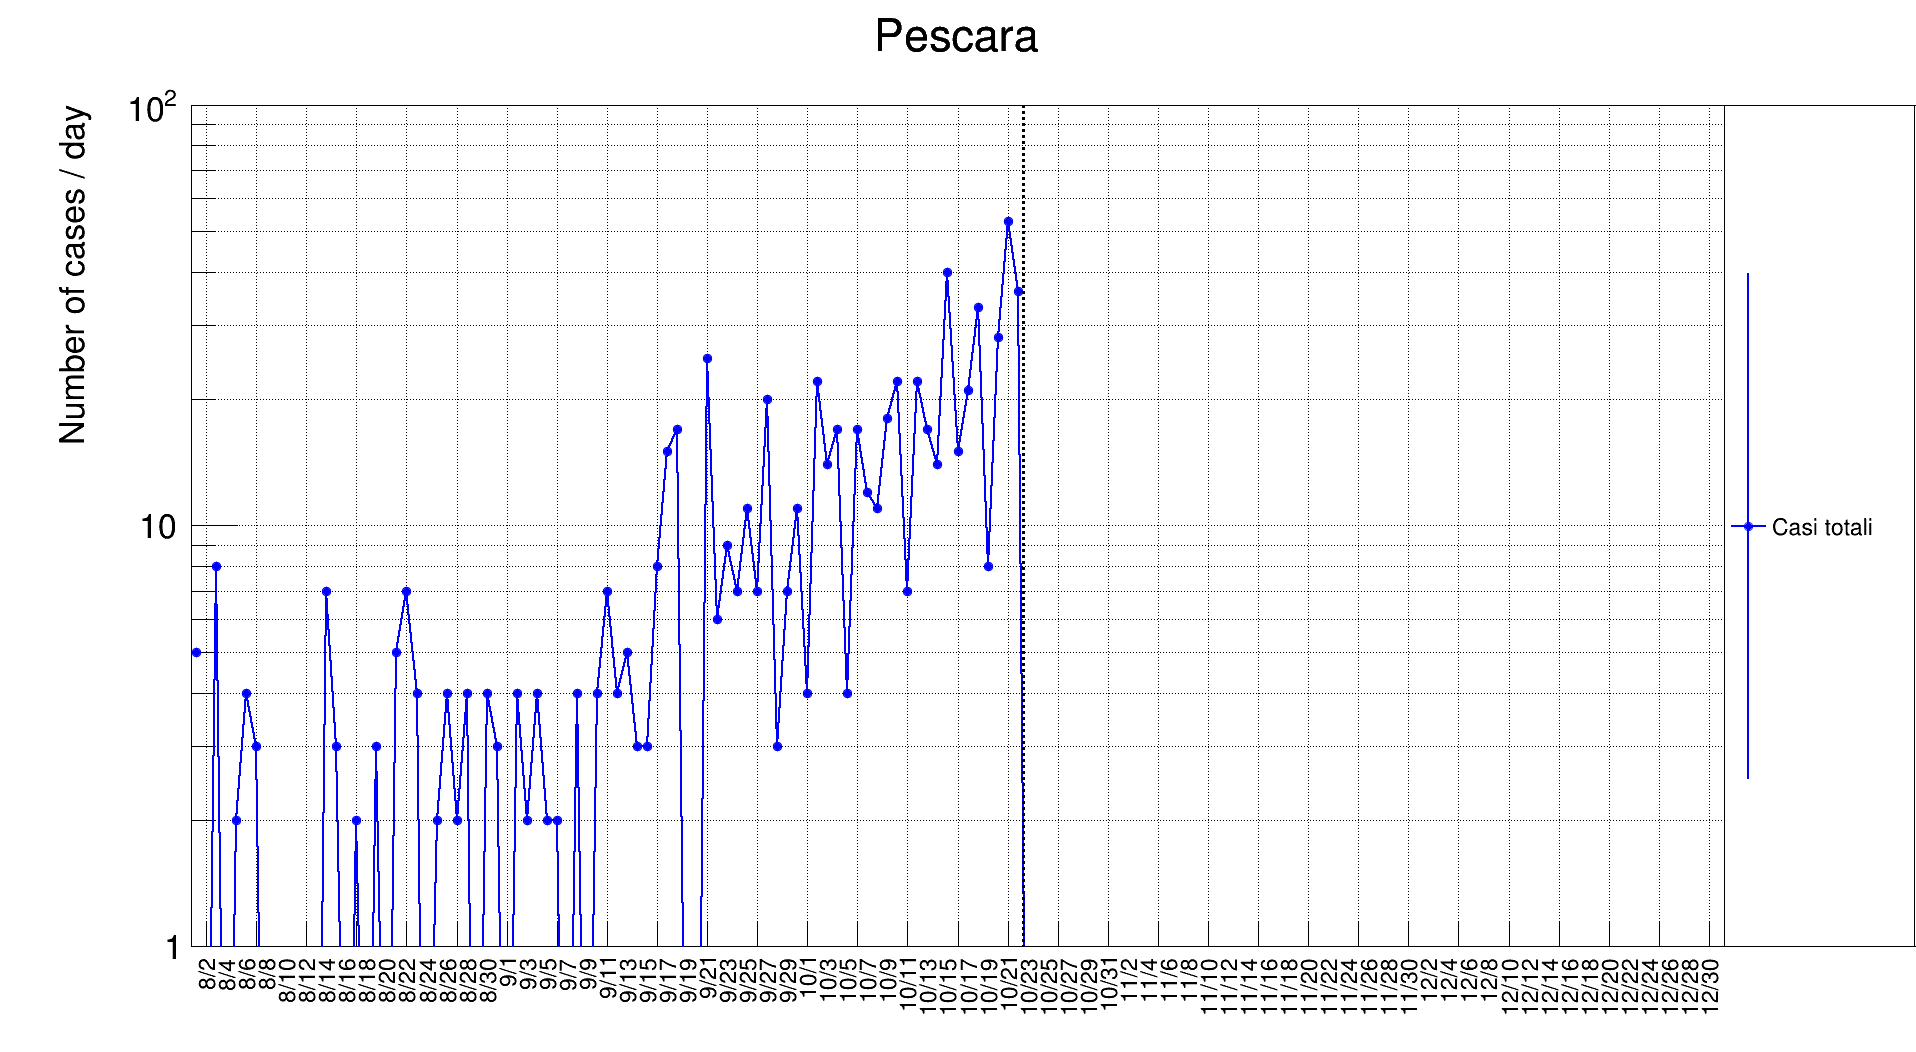 Pescara
Number of cases / day
10²
10
1
8/2 8/4 8/6 8/8 8/10 8/12 8/14 8/16 8/18 8/20 8/22 8/24 8/26 8/28 8/30 9/1 9/3 9/5 9/7 9/9 9/11 9/13 9/15 9/17 9/19 9/21 9/23 9/25 9/27 9/29 10/1 10/3 10/5 10/7 10/9 10/11 10/13 10/15 10/17 10/19 10/21 10/23 10/25 10/27 10/29 10/31 11/2 11/4 11/6 11/8 11/10 11/12 11/14 11/16 11/18 11/20 11/22 11/24 11/26 11/28 11/30 12/2 12/4 12/6 12/8 12/10 12/12 12/14 12/16 12/18 12/20 12/22 12/24 12/26 12/28 12/30
Casi totali